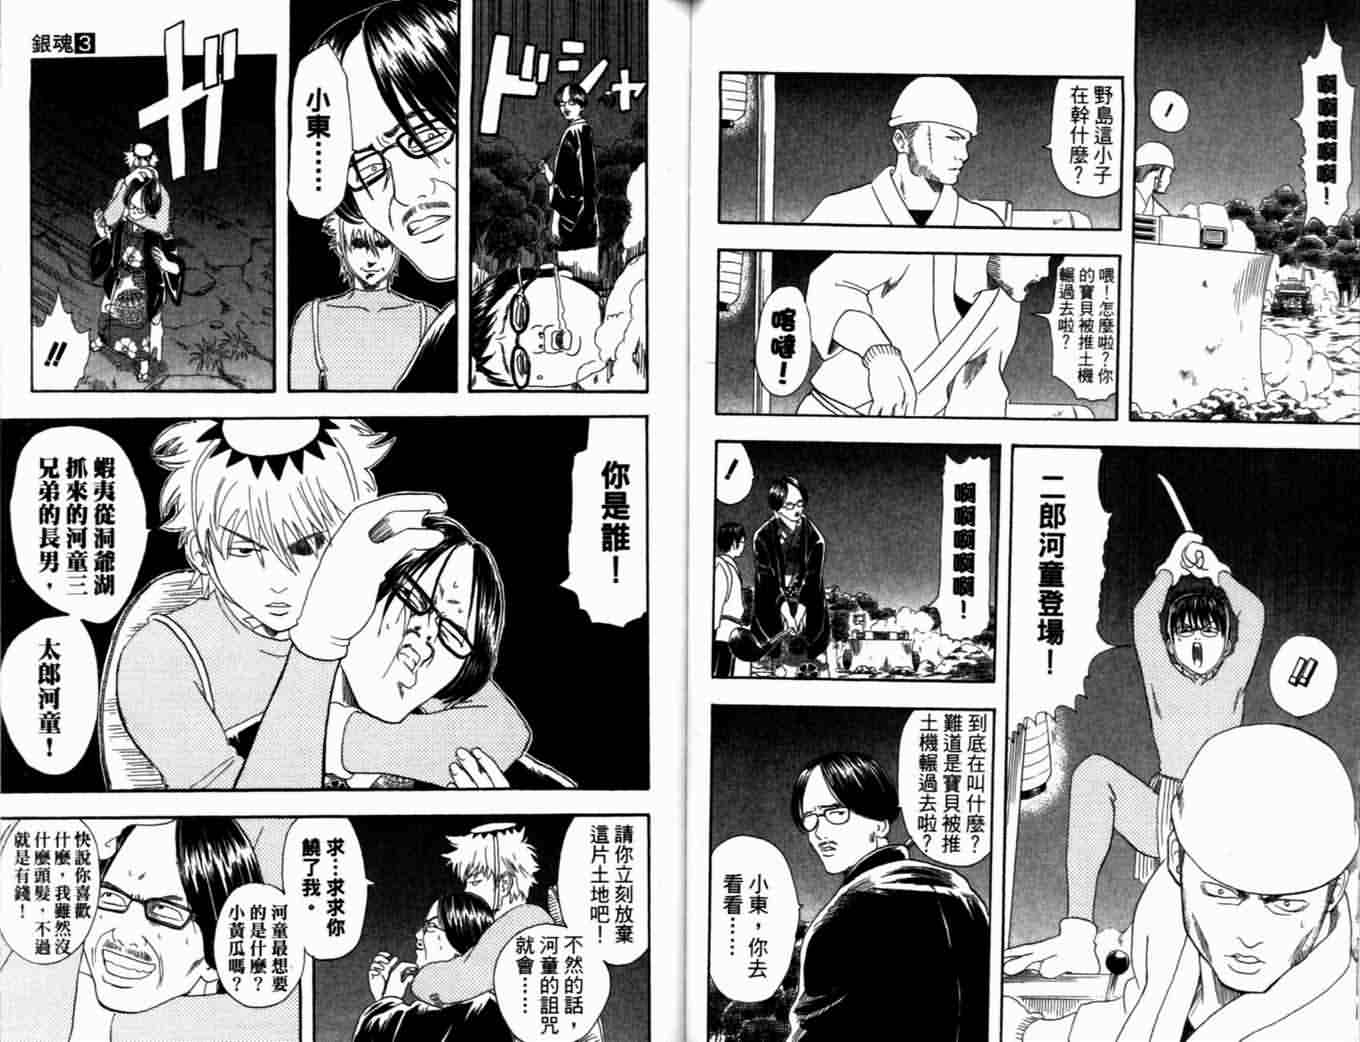 啊啊啊啊啊！
！
野島這小子
在幹什麼？
喂！怎麼啦？你
的寶貝被推土機
輾過去啦？
喀噠！
二郎河童登場！
!!
啊啊啊啊啊！
！
到底在叫什麼？
難道是寶貝被推
土機輾過去啦？
小東，你去
看看……
銀魂3
ドシャ
小東……
ガ
!!
你是誰！
蝦夷從洞爺湖
抓來的河童三
兄弟的長男，
太郎河童！
請你立刻放棄
這片土地吧！
不然的話，
河童的詛咒
就會……
求…求求你
饒了我。
河童最想要
的是什麼？
小黃瓜嗎？
快說你喜歡
什麼，我雖然沒
什麼頭髮，不過
就是有錢！